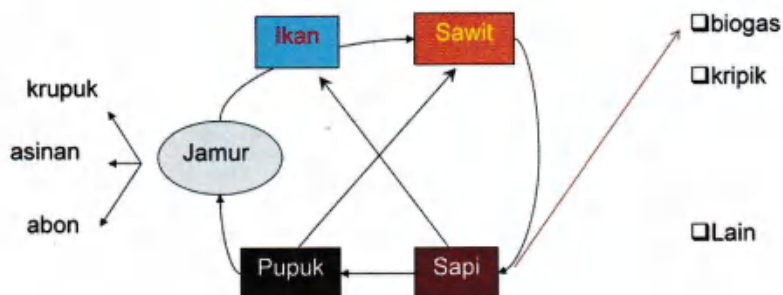 ikan
Sawit
❑biogas
❑kripik
krupuk
asinan
Jamur
abon
❑Lain
Pupuk
Sapi